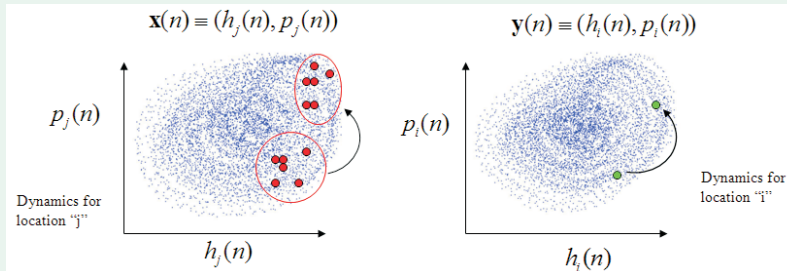 x(n) ≡ (h_j(n), p_j(n))
p_j(n)
Dynamics for
location "j"
h_j(n)
y(n) ≡ (h_i(n), p_i(n))
p_i(n)
Dynamics for
location "i"
h_i(n)